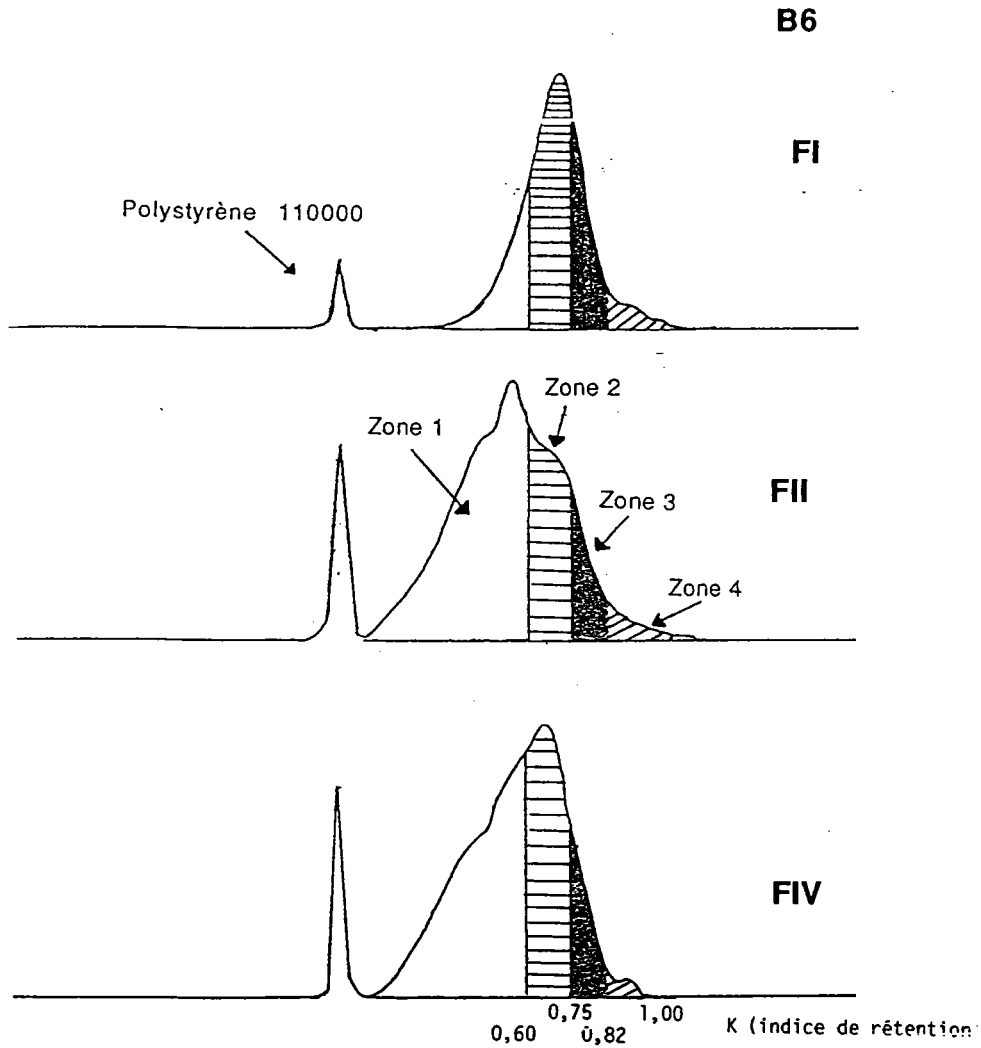 B6
FI
Polystyrène 110000
Zone 2
Zone 1
FII
Zone 3
Zone 4
FIV
0,75 1,00
0,60 0,82 K (indice de rétention